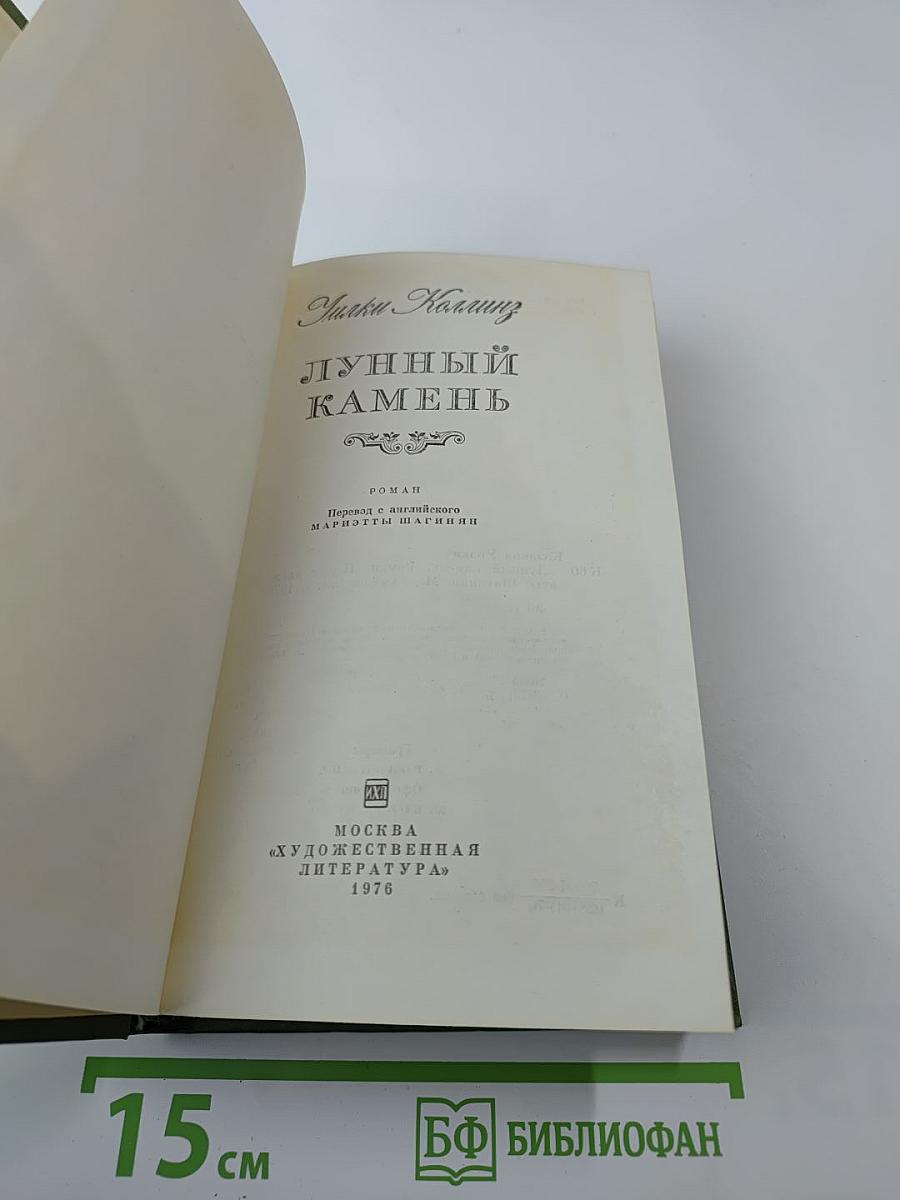 Уилки Коллинз
ЛУННЫЙ
КАМЕНЬ
РОМАН
Перевод с английского
МАРИЭТТЫ ШАГИНЯН
МОСКВА
«ХУДОЖЕСТВЕННАЯ
ЛИТЕРАТУРА»
1976
15 см
БФ БИБЛИОФАН